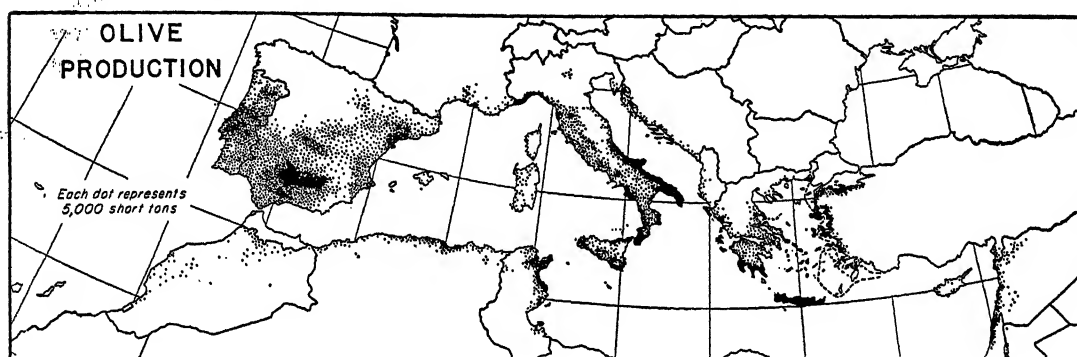 OLIVE
PRODUCTION
Each dot represents
5,000 short tons